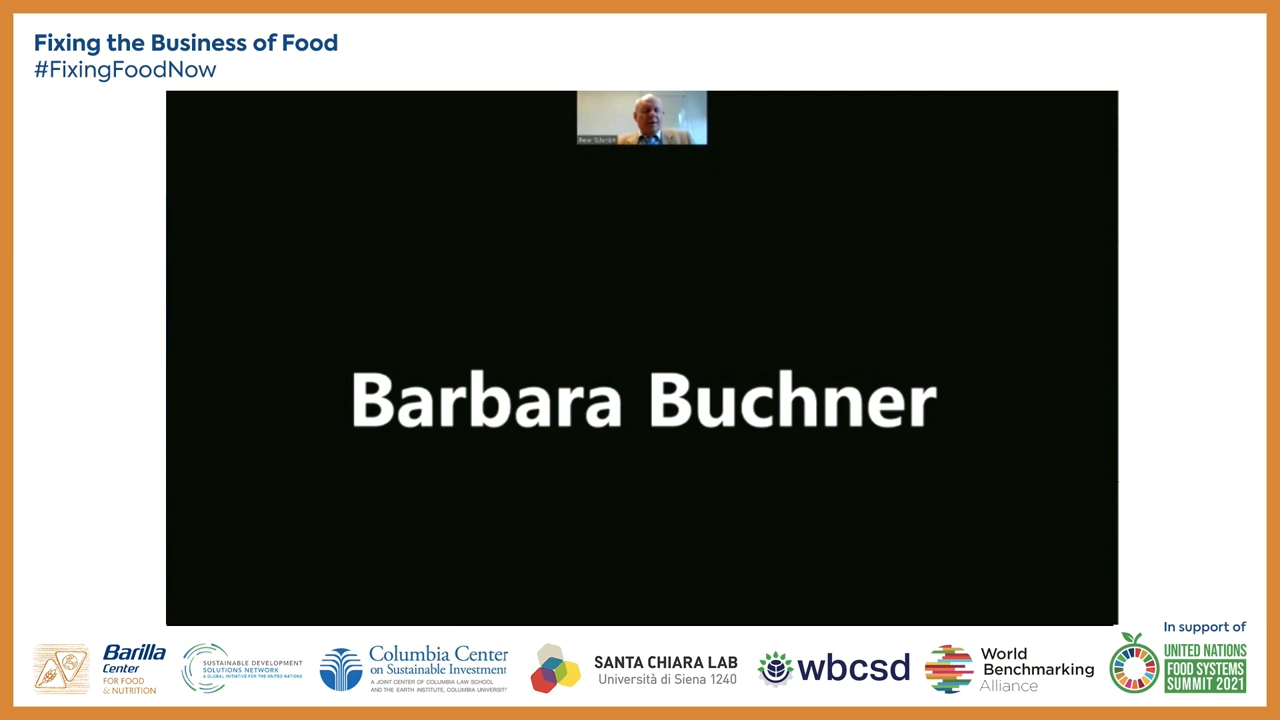 Fixing the Business of Food
#FixingFoodNow
Barbara Buchner
In support of
Barilla
Center
FOR FOOD
& NUTRITION
SUSTAINABLE DEVELOPMENT
SOLUTIONS NETWORK
A GLOBAL INITIATIVE FOR THE UNITED NATIONS
Columbia Center
on Sustainable Investment
A JOINT CENTER OF COLUMBIA LAW SCHOOL
AND THE EARTH INSTITUTE, COLUMBIA UNIVERSITY
SANTA CHIARA LAB
Università di Siena 1240
wbcsd
World
Benchmarking
Alliance
UNITED NATIONS
FOOD SYSTEMS
SUMMIT 2021